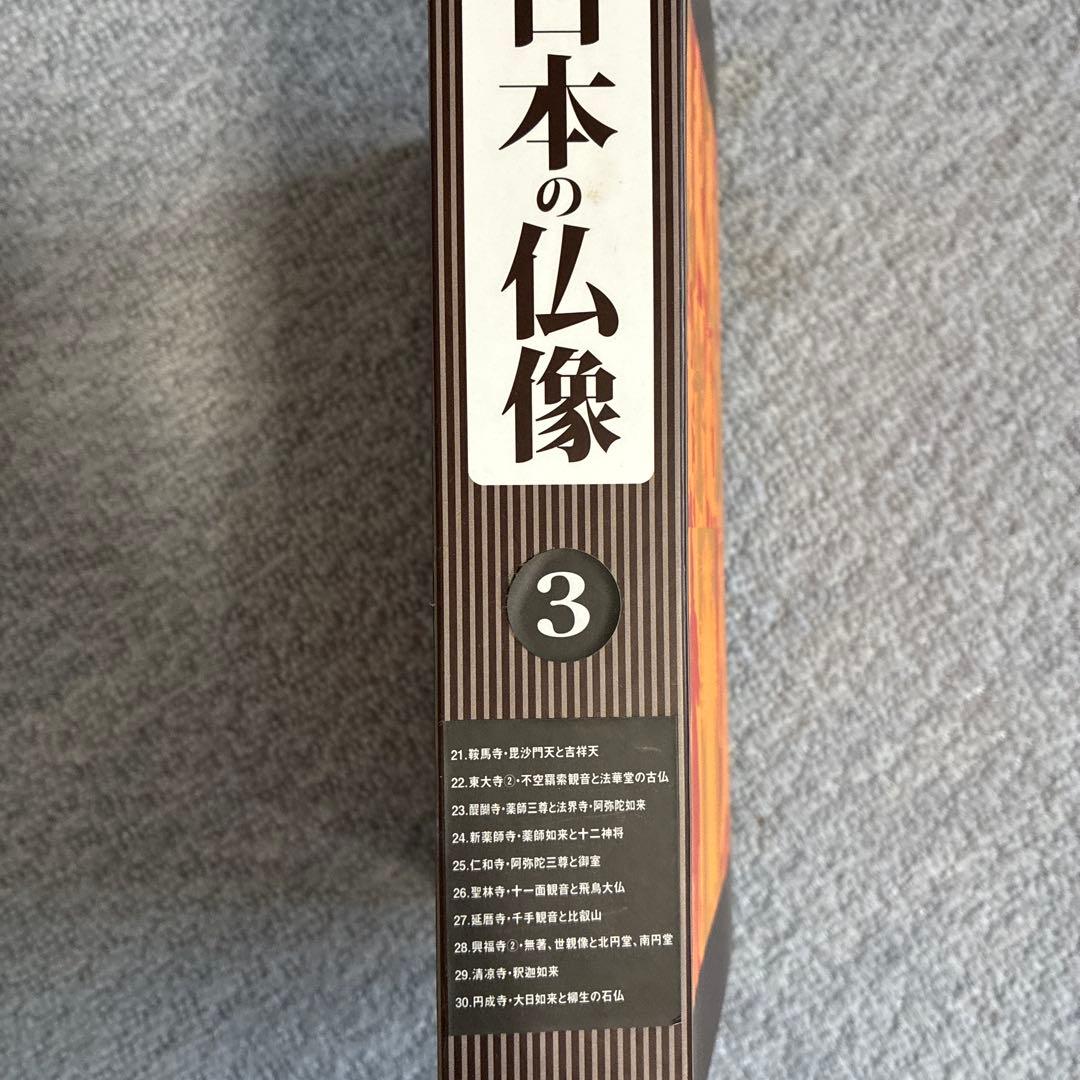 日本の仏像
3
21.鞍馬寺・毘沙門天と吉祥天
22.東大寺②・不空羂索観音と法華堂の古仏
23.醍醐寺・薬師三尊と法界寺・阿弥陀如来
24.新薬師寺・薬師如来と十二神将
25.仁和寺・阿弥陀三尊と御室
26.聖林寺・十一面観音と飛鳥大仏
27.延暦寺・千手観音と比叡山
28.興福寺②・無著、世親像と北円堂、南円堂
29.清凉寺・釈迦如来
30.円成寺・大日如来と柳生の石仏